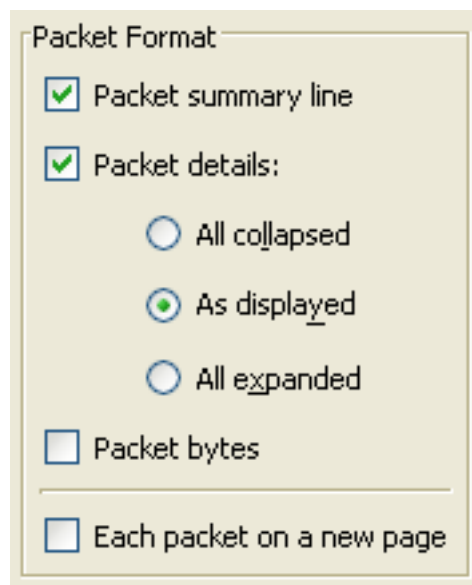 Packet Format
Packet summary line
Packet details:
All collapsed
As displayed
All expanded
Packet bytes
Each packet on a new page